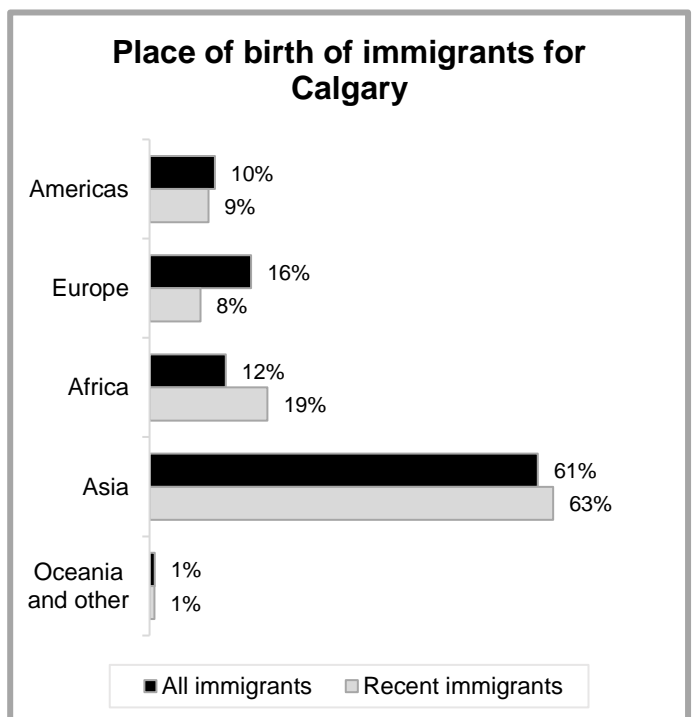 Place of birth of immigrants for
Calgary
Americas
10%
9%
Europe
16%
8%
Africa
12%
19%
Asia
61%
63%
Oceania
and other
1%
1%
All immigrants
Recent immigrants